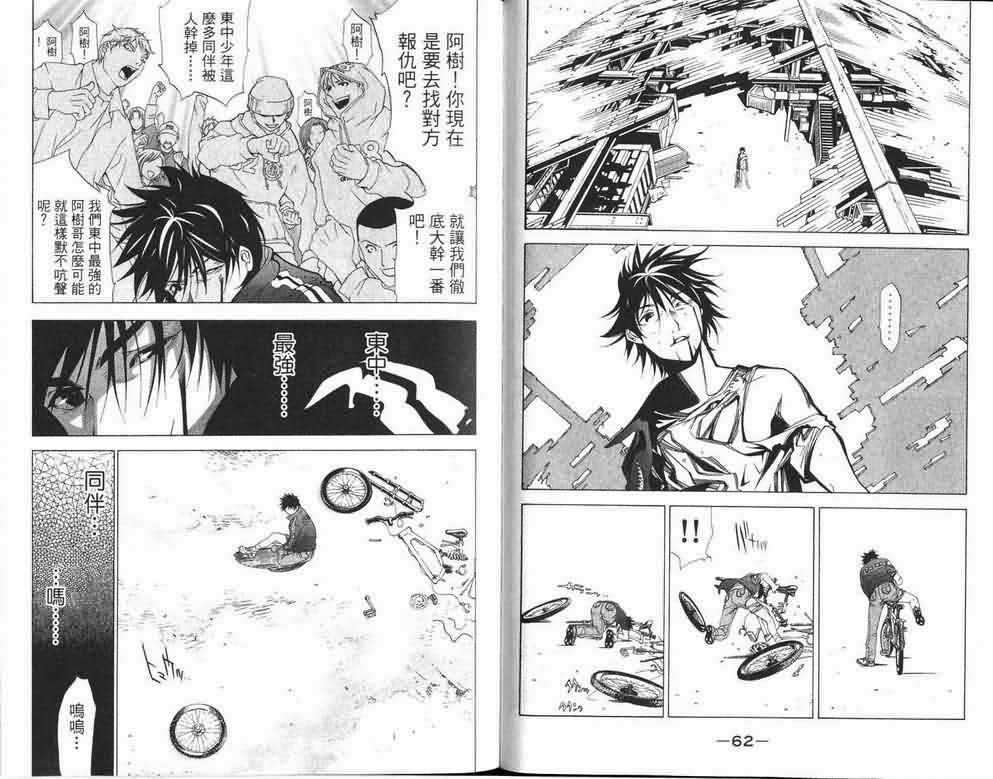 ………
!!
—62—
阿樹！你現在
是要去找對方
報仇吧？
東中少年這
麼多同伴被
人幹掉……
阿樹！
阿樹！
阿樹
！
阿樹
就讓我們徹
底大幹一番
吧！
我們東中最強的
阿樹哥怎麼可能
就這樣默不吭聲
呢？
東中……
最強……
同伴…
…嗎……
嗚嗚…